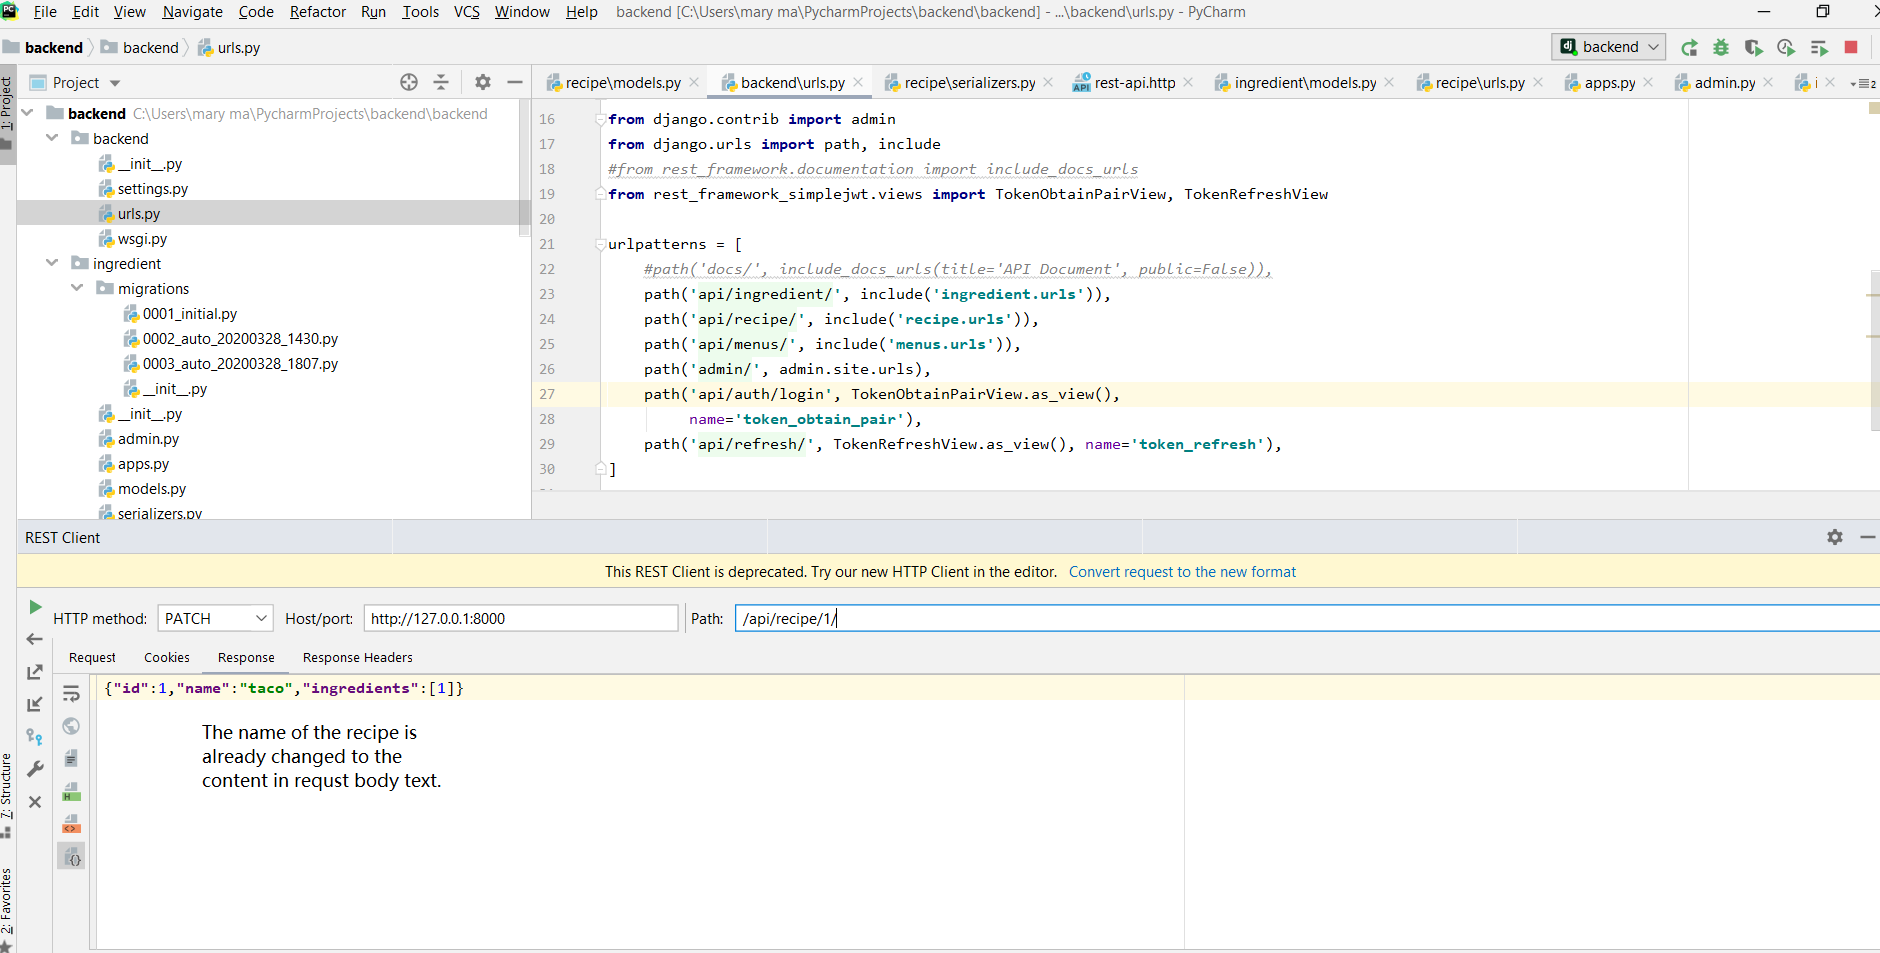 PC File Edit View Navigate Code Refactor Run Tools VCS Window Help backend [C:\Users\mary ma\PycharmProjects\backend\backend] - ...\backend\urls.py - PyCharm
backend backend urls.py dj backend
1: Project
Project recipe\models.py backend\urls.py recipe\serializers.py API rest-api.http ingredient\models.py recipe\urls.py apps.py admin.py i 2
backend C:\Users\mary ma\PycharmProjects\backend\backend
backend
__init__.py
settings.py
urls.py
wsgi.py
ingredient
migrations
0001_initial.py
0002_auto_20200328_1430.py
0003_auto_20200328_1807.py
__init__.py
__init__.py
admin.py
apps.py
models.py
serializers.py
16 from django.contrib import admin
17 from django.urls import path, include
18 #from rest_framework.documentation import include_docs_urls
19 from rest_framework_simplejwt.views import TokenObtainPairView, TokenRefreshView
20
21 urlpatterns = [
22 #path('docs/', include_docs_urls(title='API Document', public=False)),
23 path('api/ingredient/', include('ingredient.urls')),
24 path('api/recipe/', include('recipe.urls')),
25 path('api/menus/', include('menus.urls')),
26 path('admin/', admin.site.urls),
27 path('api/auth/login', TokenObtainPairView.as_view(),
28 name='token_obtain_pair'),
29 path('api/refresh/', TokenRefreshView.as_view(), name='token_refresh'),
30 ]
REST Client
This REST Client is deprecated. Try our new HTTP Client in the editor. Convert request to the new format
HTTP method: PATCH Host/port: http://127.0.0.1:8000 Path: /api/recipe/1/
Request Cookies Response Response Headers
{"id":1,"name":"taco","ingredients":[1]}
The name of the recipe is
already changed to the
content in requst body text.
7: Structure
2: Favorites